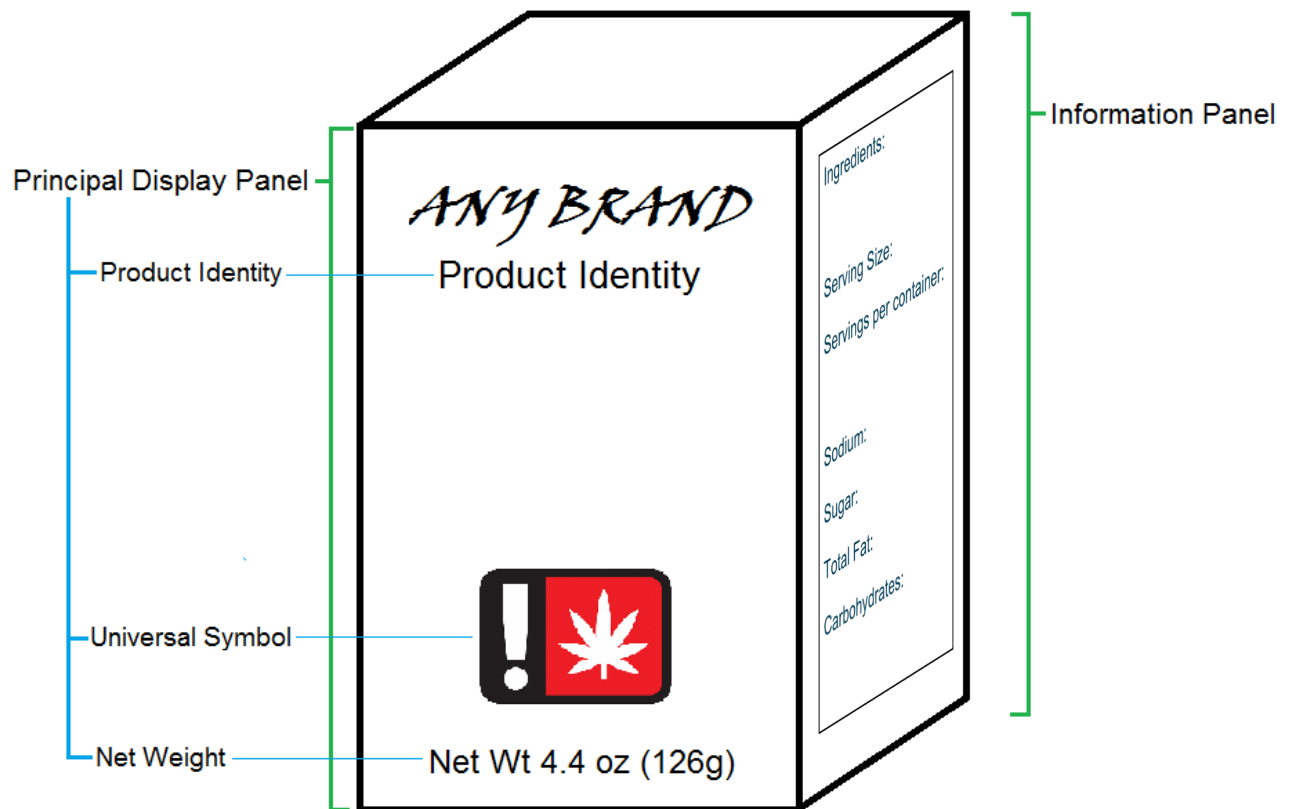 Information Panel
Principal Display Panel
Product Identity
Universal Symbol
Net Weight
ANY BRAND
Product Identity
!
Net Wt 4.4 oz (126g)
Ingredients:
Serving Size:
Servings per container:
Sodium:
Sugar:
Total Fat:
Carbohydrates: